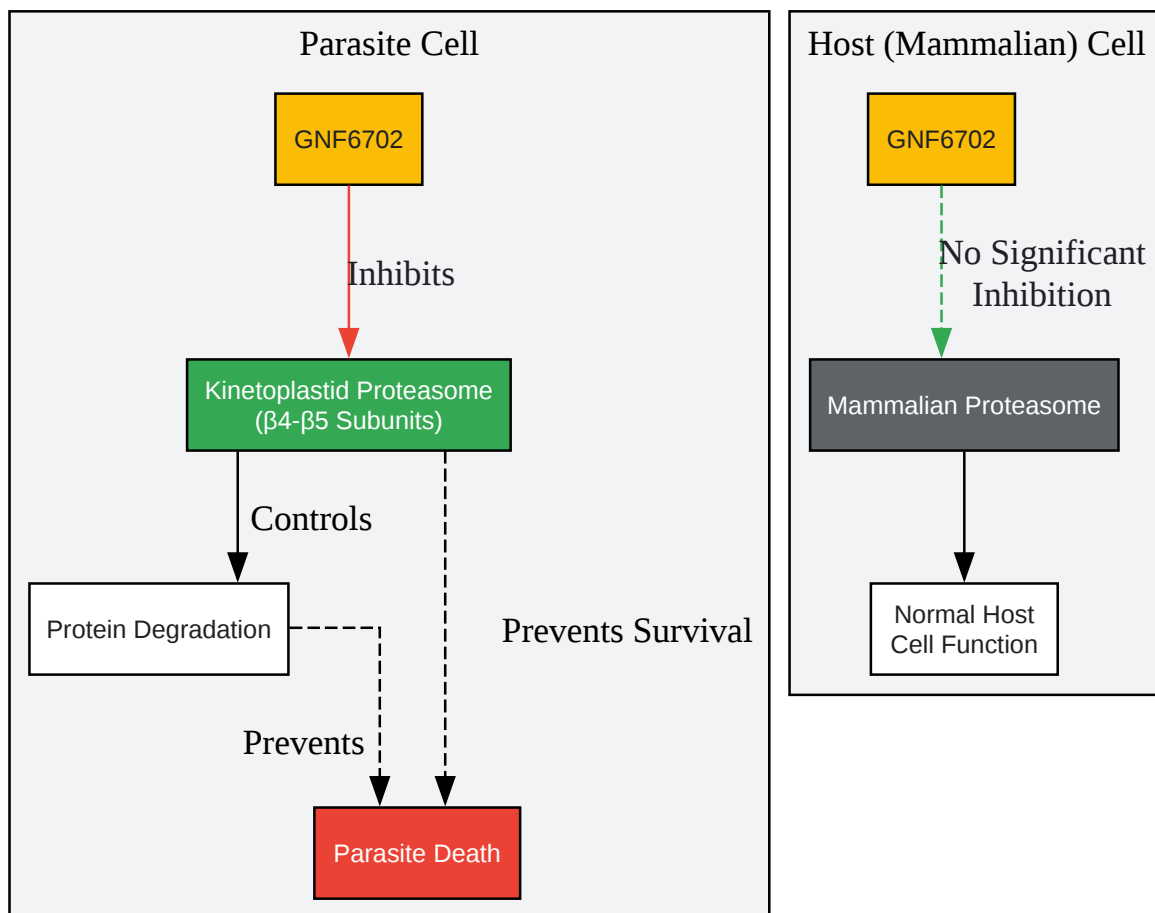 Parasite Cell
GNF6702
Inhibits
Kinetoplastid Proteasome
(β4-β5 Subunits)
Controls
Protein Degradation
Prevents Survival
Prevents
Parasite Death
Host (Mammalian) Cell
GNF6702
No Significant
Inhibition
Mammalian Proteasome
Normal Host
Cell Function